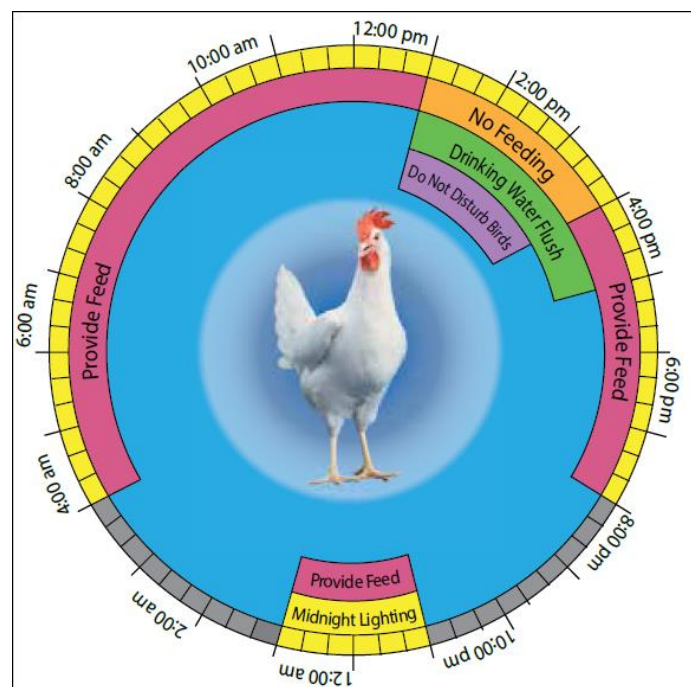 12:00 pm
2:00 pm
4:00 pm
6:00 pm
8:00 pm
10:00 pm
12:00 am
2:00 am
4:00 am
6:00 am
8:00 am
10:00 am
No Feeding
Drinking Water Flush
Do Not Disturb Birds
Provide Feed
Provide Feed
Provide Feed
Midnight Lighting